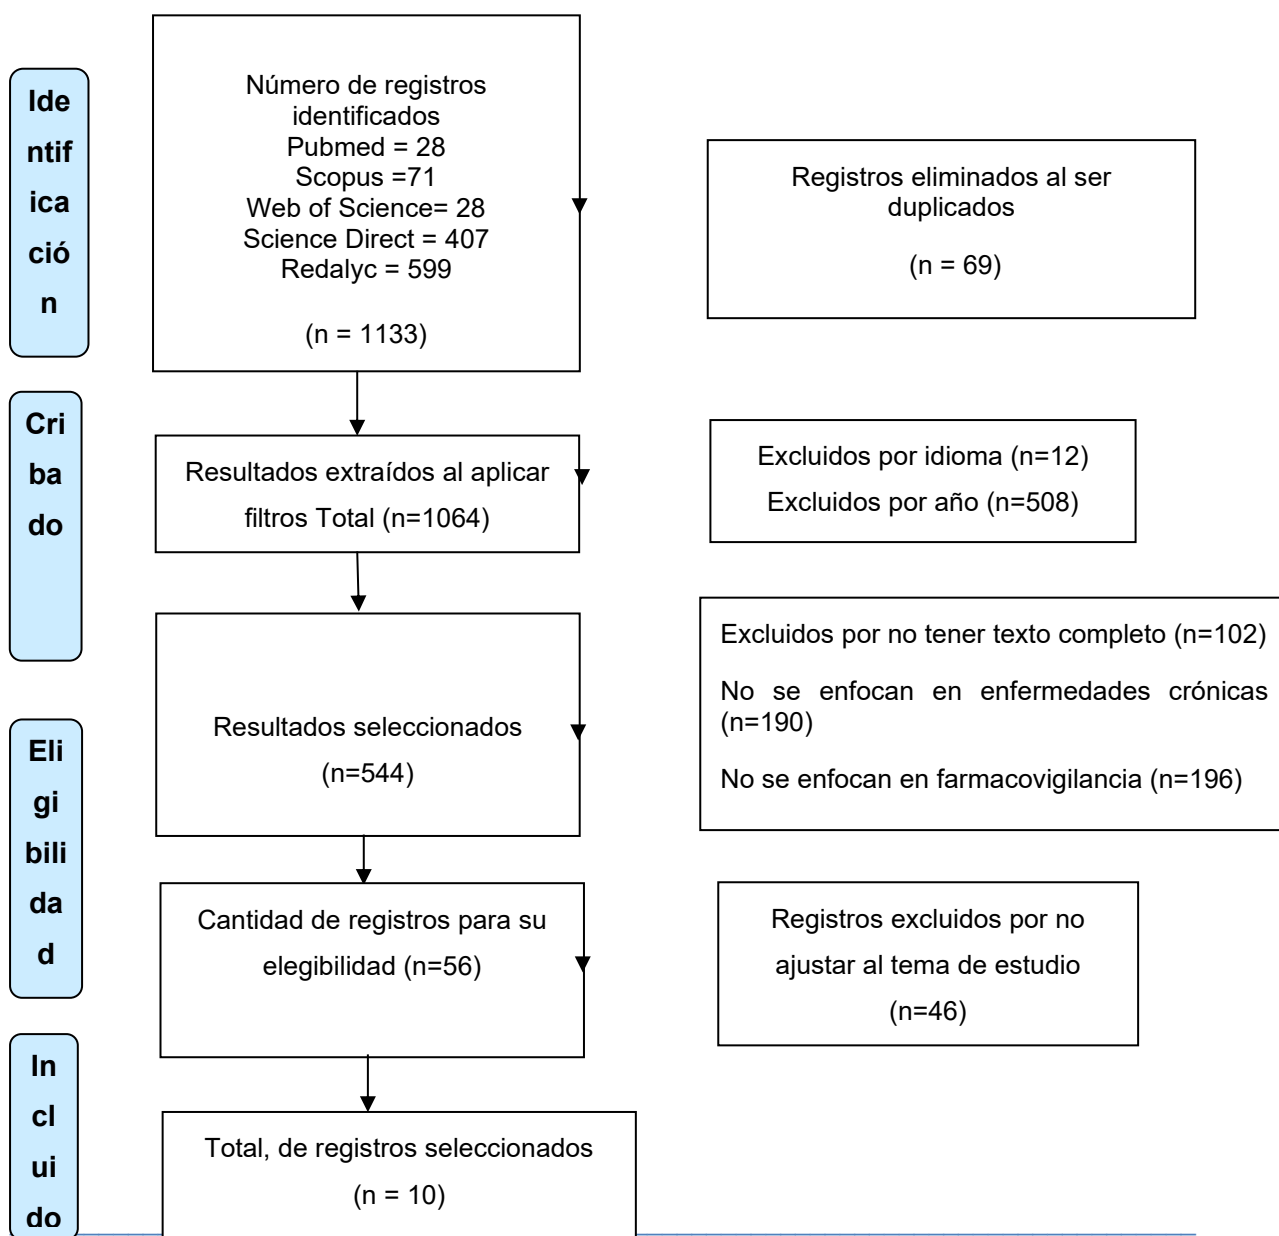 Ide
ntif
ica
ció
n
Número de registros
identificados
Pubmed = 28
Scopus =71
Web of Science= 28
Science Direct = 407
Redalyc = 599
(n = 1133)
Registros eliminados al ser
duplicados
(n = 69)
Cri
ba
do
Resultados extraídos al aplicar
filtros Total (n=1064)
Excluidos por idioma (n=12)
Excluidos por año (n=508)
Eli
gi
bili
da
d
Resultados seleccionados
(n=544)
Excluidos por no tener texto completo (n=102)
No se enfocan en enfermedades crónicas
(n=190)
No se enfocan en farmacovigilancia (n=196)
Cantidad de registros para su
elegibilidad (n=56)
Registros excluidos por no
ajustar al tema de estudio
(n=46)
In
cl
ui
do
Total, de registros seleccionados
(n = 10)